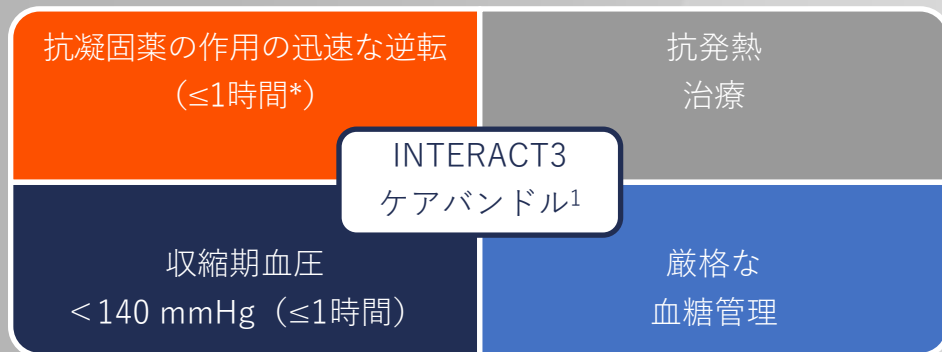 抗凝固薬の作用の迅速な逆転
（≤1時間*）
抗発熱
治療
INTERACT3
ケアバンドル¹
収縮期血圧
＜140 mmHg（≤1時間）
厳格な
血糖管理